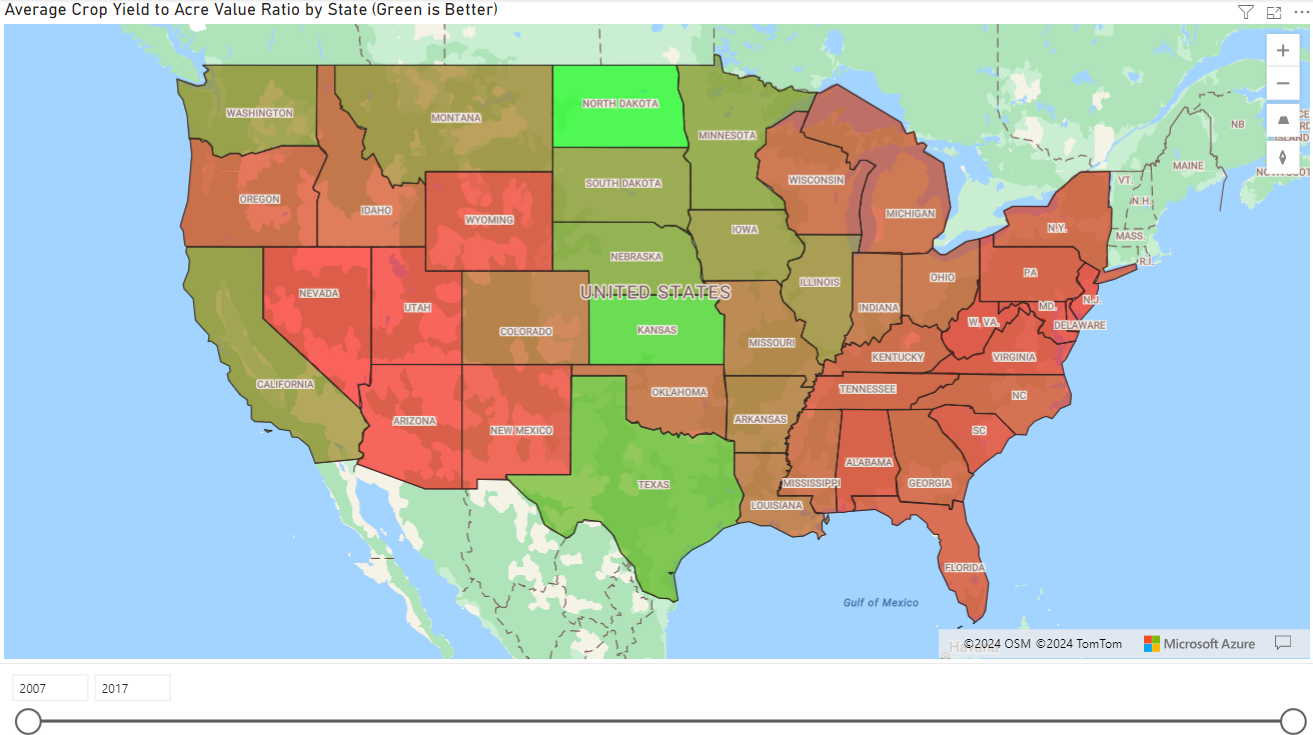 Average Crop Yield to Acre Value Ratio by State (Green is Better)
WASHINGTON
MONTANA
NORTH DAKOTA
MINNESOTA
NB
ISLAND
MAINE
VT.
N.H.
MASS.
R.I.
OREGON
IDAHO
WYOMING
SOUTH DAKOTA
WISCONSIN
MICHIGAN
N.Y.
IOWA
NEBRASKA
UNITED STATES
NEVADA
UTAH
COLORADO
KANSAS
ILLINOIS
INDIANA
OHIO
PA
N.J.
MD.
DELAWARE
W. VA.
VIRGINIA
MISSOURI
KENTUCKY
CALIFORNIA
ARIZONA
NEW MEXICO
OKLAHOMA
ARKANSAS
TENNESSEE
NC
SC
TEXAS
LOUISIANA
MISSISSIPPI
ALABAMA
GEORGIA
FLORIDA
Gulf of Mexico
©2024 OSM ©2024 TomTom
Microsoft Azure
2007
2017